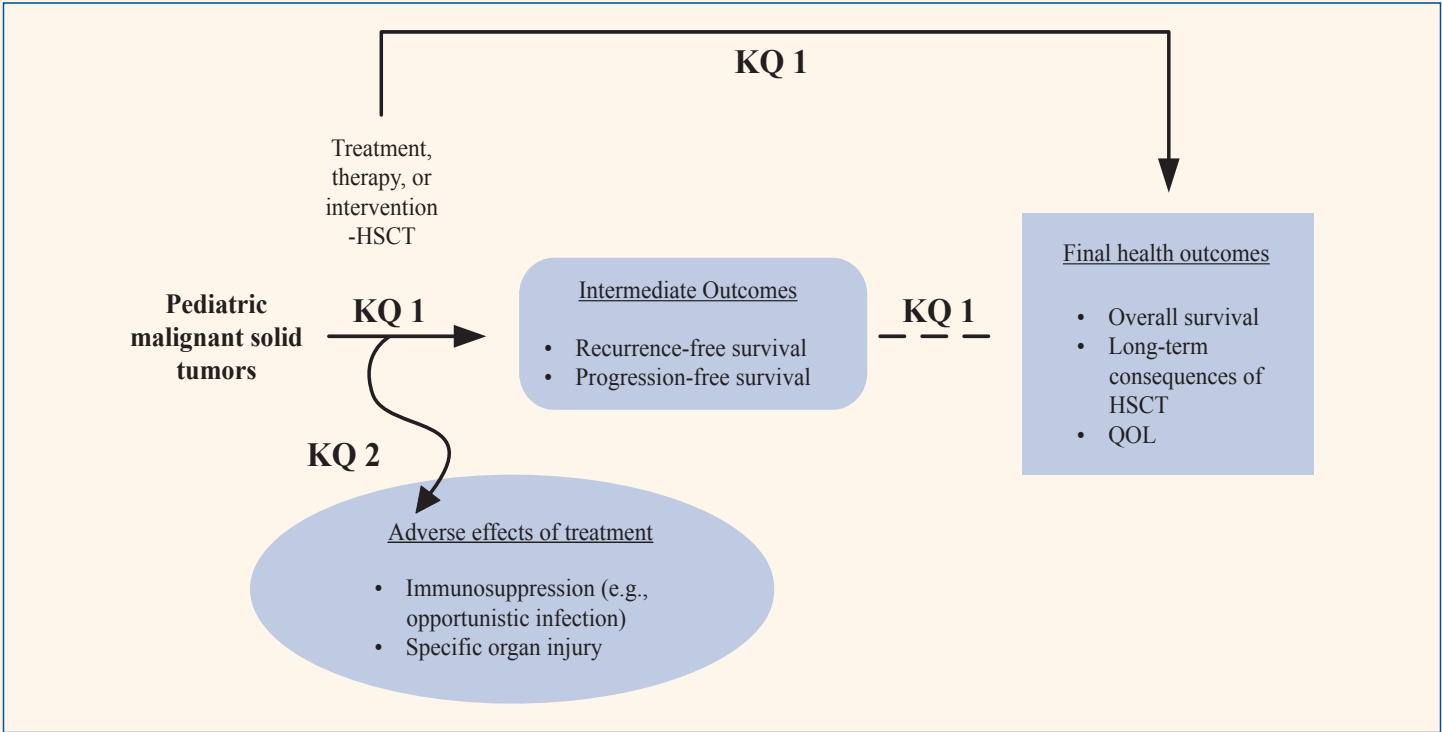 KQ 1
Treatment,
therapy, or
intervention
-HSCT
Pediatric
malignant solid
tumors
KQ 1
Intermediate Outcomes
• Recurrence-free survival
• Progression-free survival
KQ 1
Final health outcomes
• Overall survival
• Long-term
consequences of
HSCT
• QOL
KQ 2
Adverse effects of treatment
• Immunosuppression (e.g.,
opportunistic infection)
• Specific organ injury